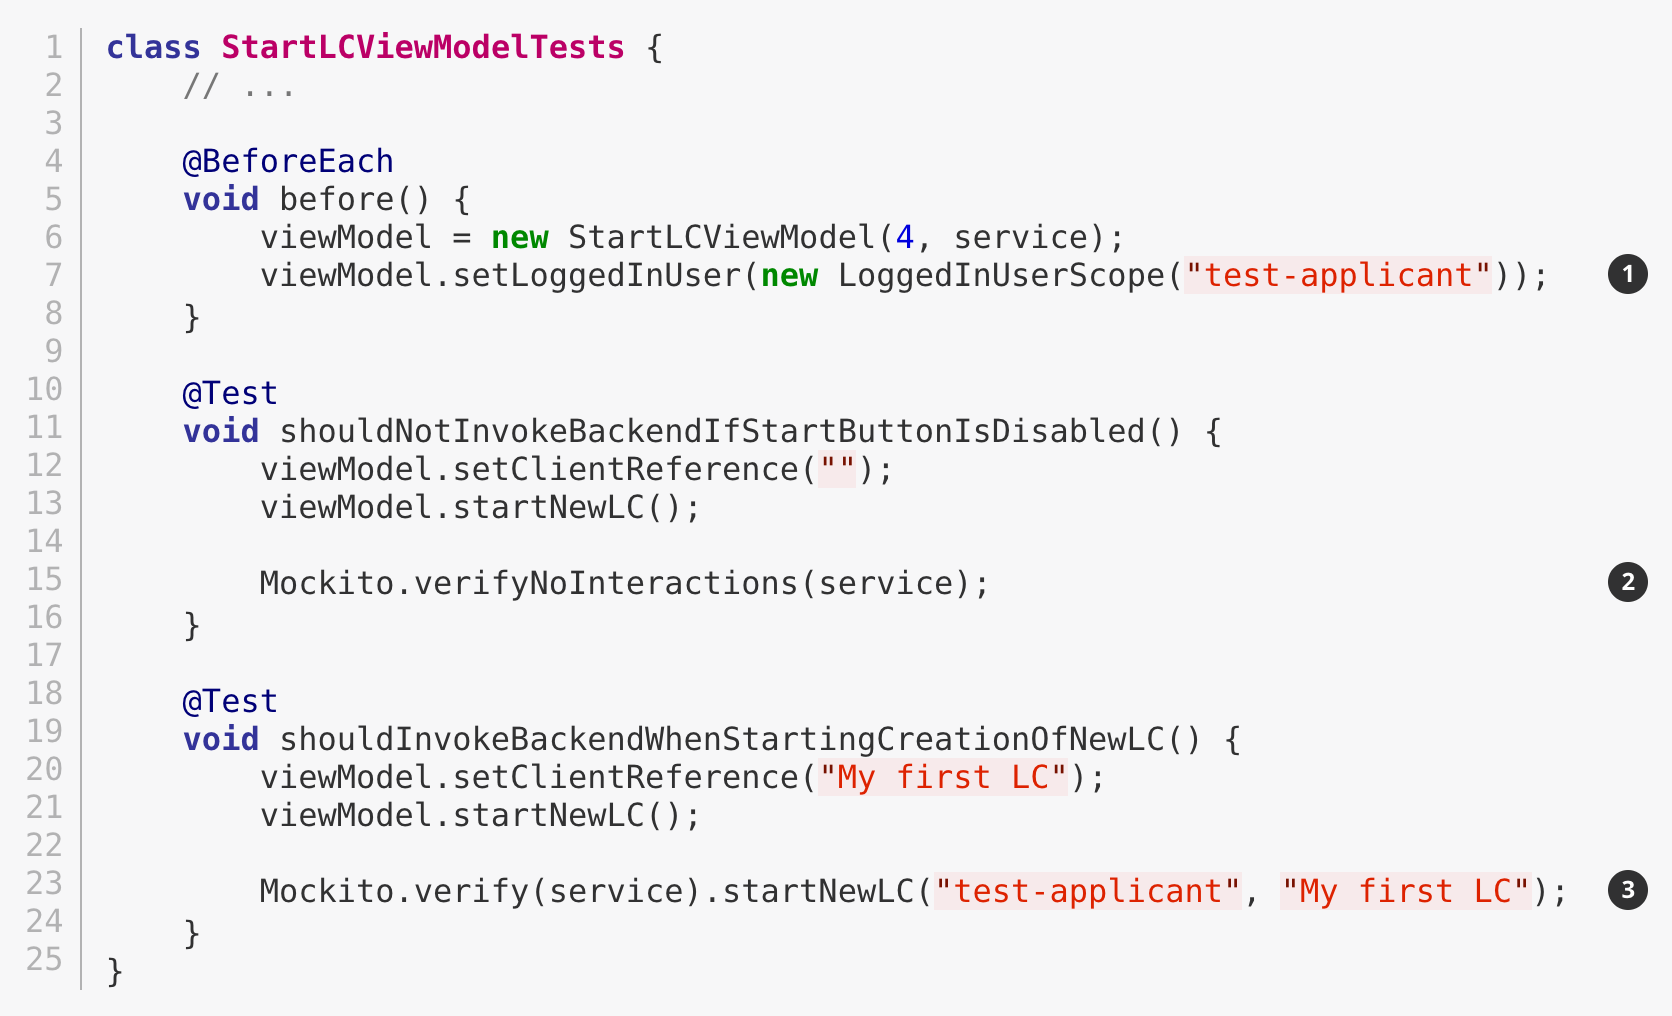 1 class StartLCViewModelTests {
2     // ...
3
4     @BeforeEach
5     void before() {
6         viewModel = new StartLCViewModel(4, service);
7         viewModel.setLoggedInUser(new LoggedInUserScope("test-applicant")); 1
8     }
9
10     @Test
11     void shouldNotInvokeBackendIfStartButtonIsDisabled() {
12         viewModel.setClientReference("");
13         viewModel.startNewLC();
14
15         Mockito.verifyNoInteractions(service); 2
16     }
17
18     @Test
19     void shouldInvokeBackendWhenStartingCreationOfNewLC() {
20         viewModel.setClientReference("My first LC");
21         viewModel.startNewLC();
22
23         Mockito.verify(service).startNewLC("test-applicant", "My first LC"); 3
24     }
25 }